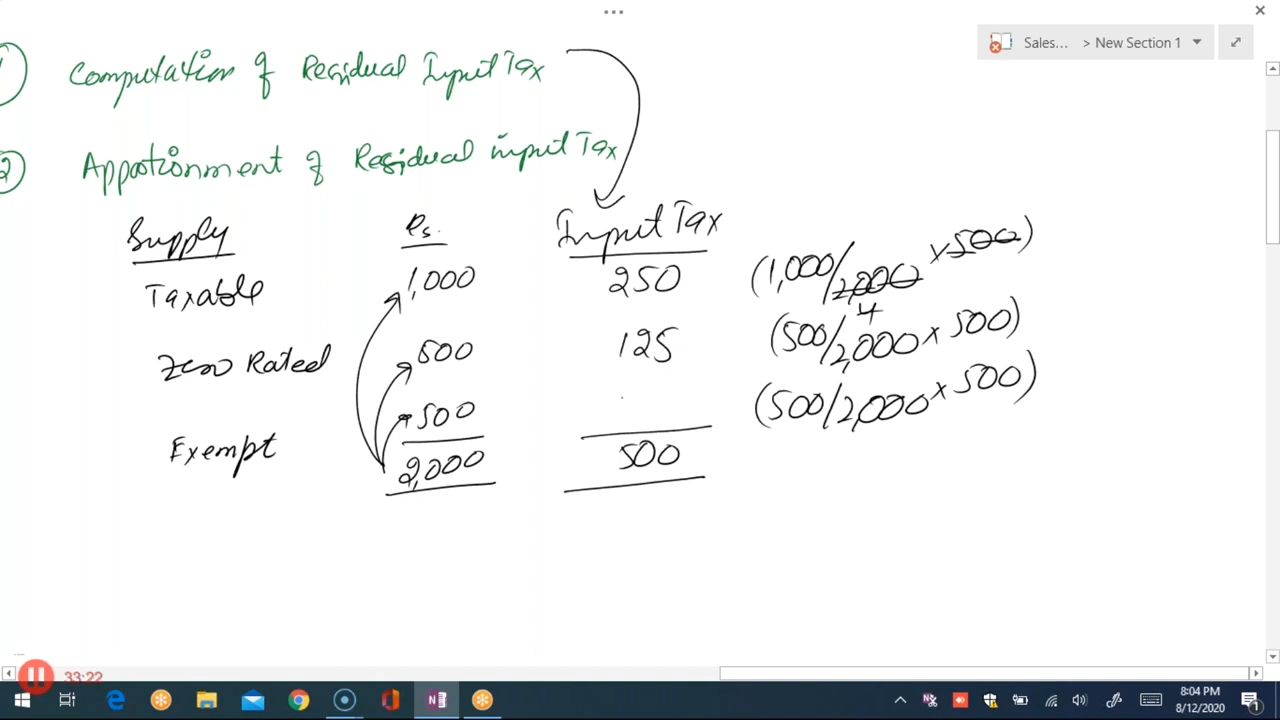 Sales... > New Section 1
1 Computation of Residual Input Tax
2 Apportionment of Residual input Tax
Supply Rs. Input Tax
Taxable 1,000 250 (1,000/2,000 × 500)
4
Zero Rated 500 125 (500/2,000 × 500)
Exempt 500 (500/2,000 × 500)
2,000 500
33:22
8:04 PM
8/12/2020